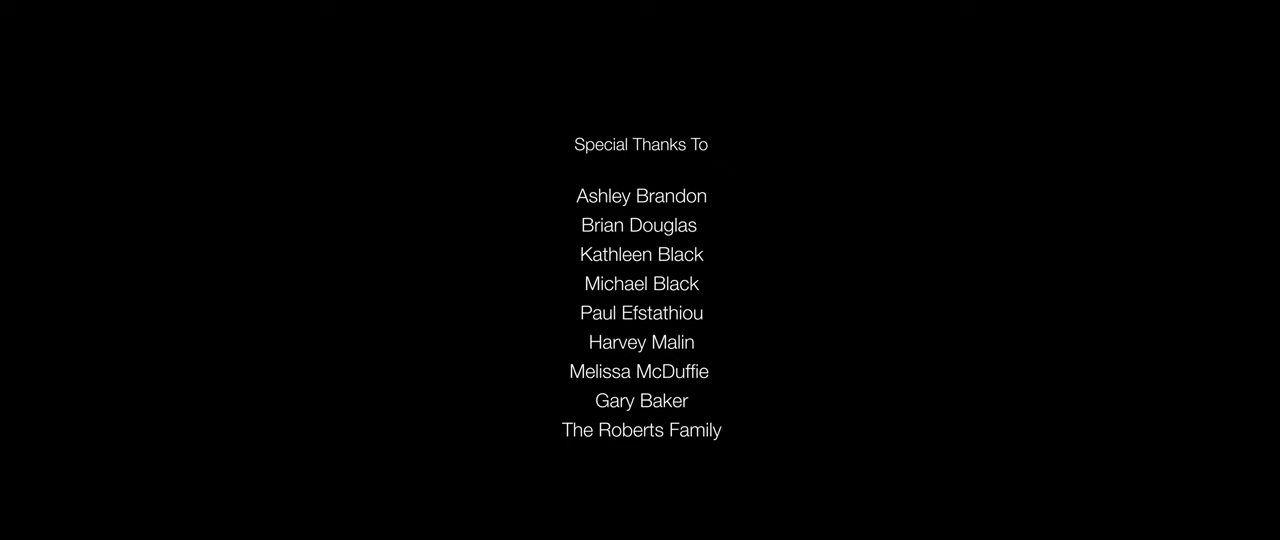 Special Thanks To
Ashley Brandon
Brian Douglas
Kathleen Black
Michael Black
Paul Efstathiou
Harvey Malin
Melissa McDuffie
Gary Baker
The Roberts Family